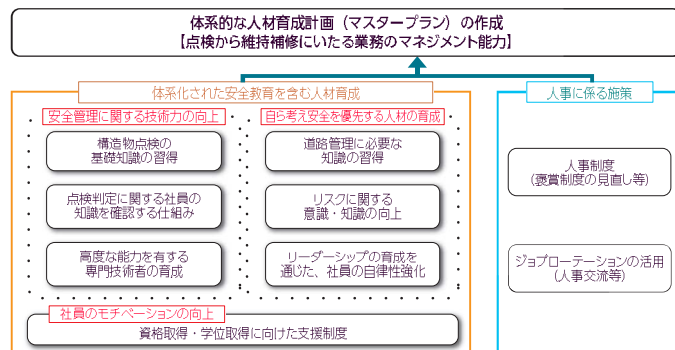 体系的な人材育成計画（マスタープラン）の作成
【点検から維持補修にいたる業務のマネジメント能力】
体系化された安全教育を含む人材育成
人事に係る施策
安全管理に関する技術力の向上
自ら考え安全を優先する人材の育成
構造物点検の
基礎知識の習得
道路管理に必要な
知識の習得
人事制度
(褒賞制度の見直し等)
点検判定に関する社員の
知識を確認する仕組み
リスクに関する
意識・知識の向上
高度な能力を有する
専門技術者の育成
リーダーシップの育成を
通じた、社員の自律性強化
ジョブローテーションの活用
(人事交流等)
社員のモチベーションの向上
資格取得・学位取得に向けた支援制度